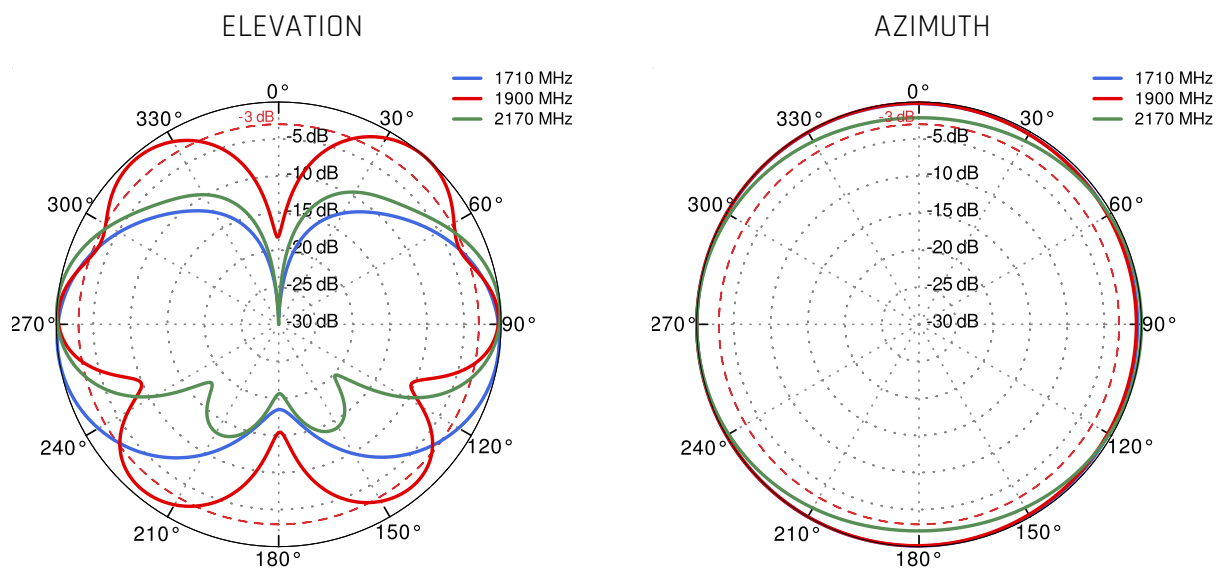 ELEVATION
1710 MHz
1900 MHz
2170 MHz
0°
330°
-3 dB
30°
-5 dB
-10 dB
300°
-15 dB
60°
-20 dB
-25 dB
270°
-30 dB
90°
240°
120°
210°
150°
180°
AZIMUTH
1710 MHz
1900 MHz
2170 MHz
0°
330°
-3 dB
30°
-5 dB
-10 dB
300°
-15 dB
60°
-20 dB
-25 dB
270°
-30 dB
90°
240°
120°
210°
150°
180°